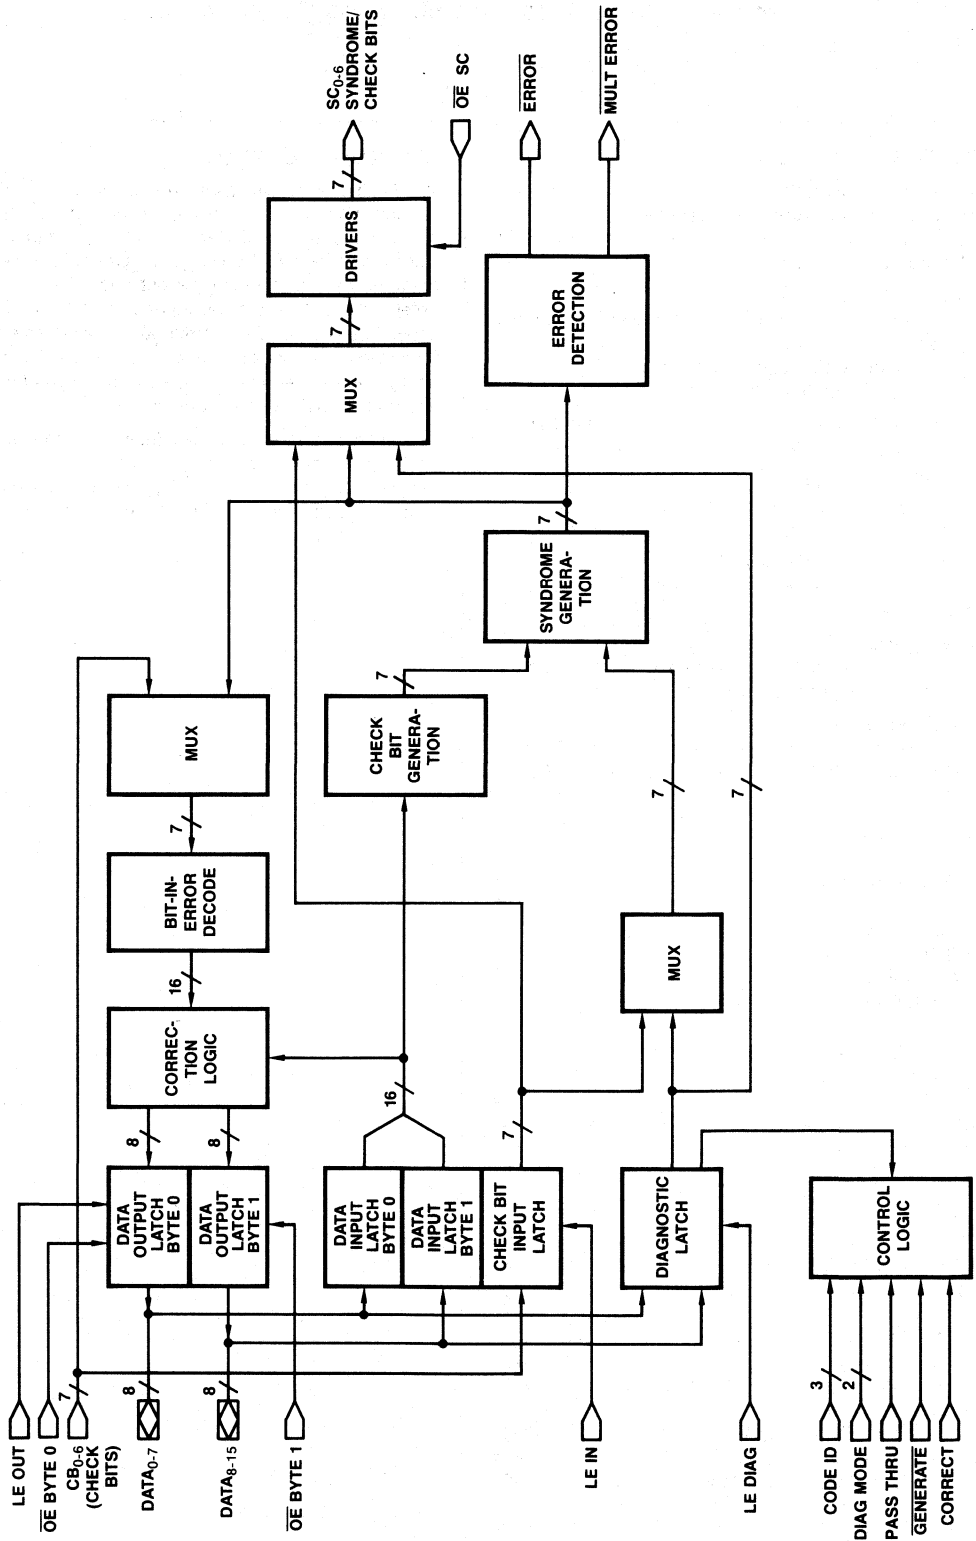 LE OUT
OE BYTE 0
CB0-6
(CHECK
BITS)
7
DATA0-7
8
DATA8-15
8
OE BYTE 1
LE IN
LE DIAG
CODE ID
3
DIAG MODE
2
PASS THRU
GENERATE
CORRECT
DATA
OUTPUT
LATCH
BYTE 0
DATA
OUTPUT
LATCH
BYTE 1
DATA
INPUT
LATCH
BYTE 0
DATA
INPUT
LATCH
BYTE 1
CHECK BIT
INPUT
LATCH
DIAGNOSTIC
LATCH
CONTROL
LOGIC
8
8
16
7
CORREC-
TION
LOGIC
16
BIT-IN-
ERROR
DECODE
7
MUX
MUX
7
7
CHECK
BIT
GENERA-
TION
7
SYNDROME
GENERA-
TION
7
MUX
7
DRIVERS
7
SC0-6
SYNDROME/
CHECK BITS
OE SC
ERROR
DETECTION
ERROR
MULT ERROR